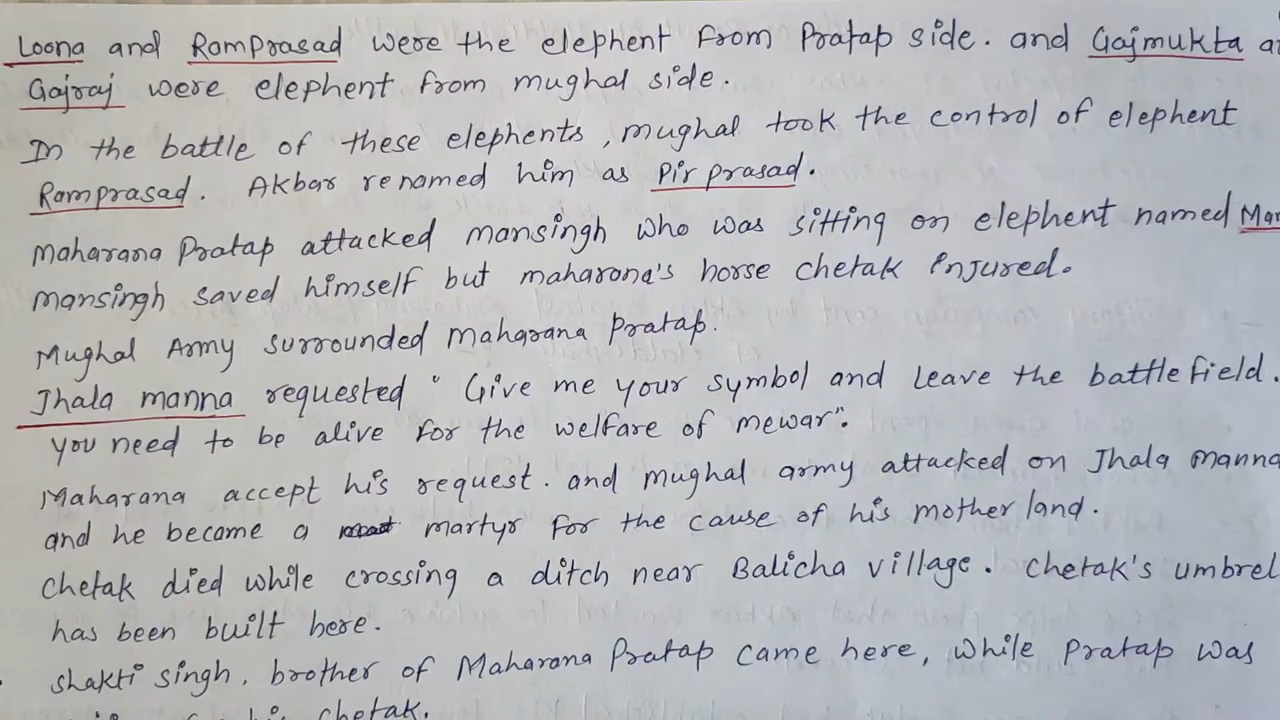 Loona and Ramprasad were the elephent from Pratap side. and Gajmukta
Gajraj were elephent from mughal side.
In the battle of these elephents, mughal took the control of elephent
Ramprasad. Akbar renamed him as Pir prasad.
Maharana Pratap attacked mansingh who was sitting on elephent named
mansingh saved himself but maharana's horse chetak injured.
Mughal Army surrounded Maharana Pratap.
Jhala manna requested " Give me your symbol and leave the battlefield.
you need to be alive for the welfare of mewar".
Maharana accept his request. and mughal army attacked on Jhala manna
and he became a martyr for the cause of his mother land.
Chetak died while crossing a ditch near Balicha village. Chetak's umbrel
has been built here.
shakti singh, brother of Maharana Pratap came here, while Pratap was
chetak.